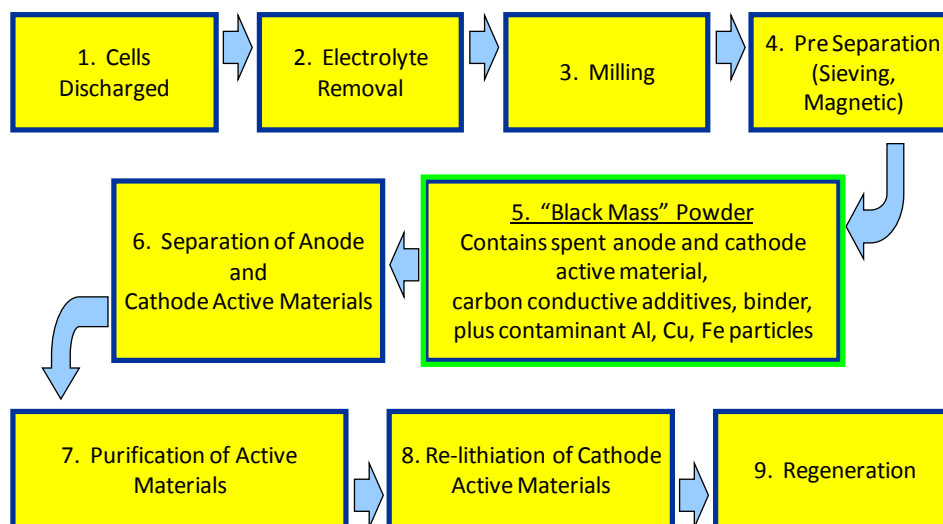 1. Cells
Discharged
2. Electrolyte
Removal
3. Milling
4. Pre Separation
(Sieving,
Magnetic)
5. “Black Mass” Powder
Contains spent anode and cathode
active material,
carbon conductive additives, binder,
plus contaminant Al, Cu, Fe particles
6. Separation of Anode
and
Cathode Active Materials
7. Purification of Active
Materials
8. Re-lithiation of Cathode
Active Materials
9. Regeneration